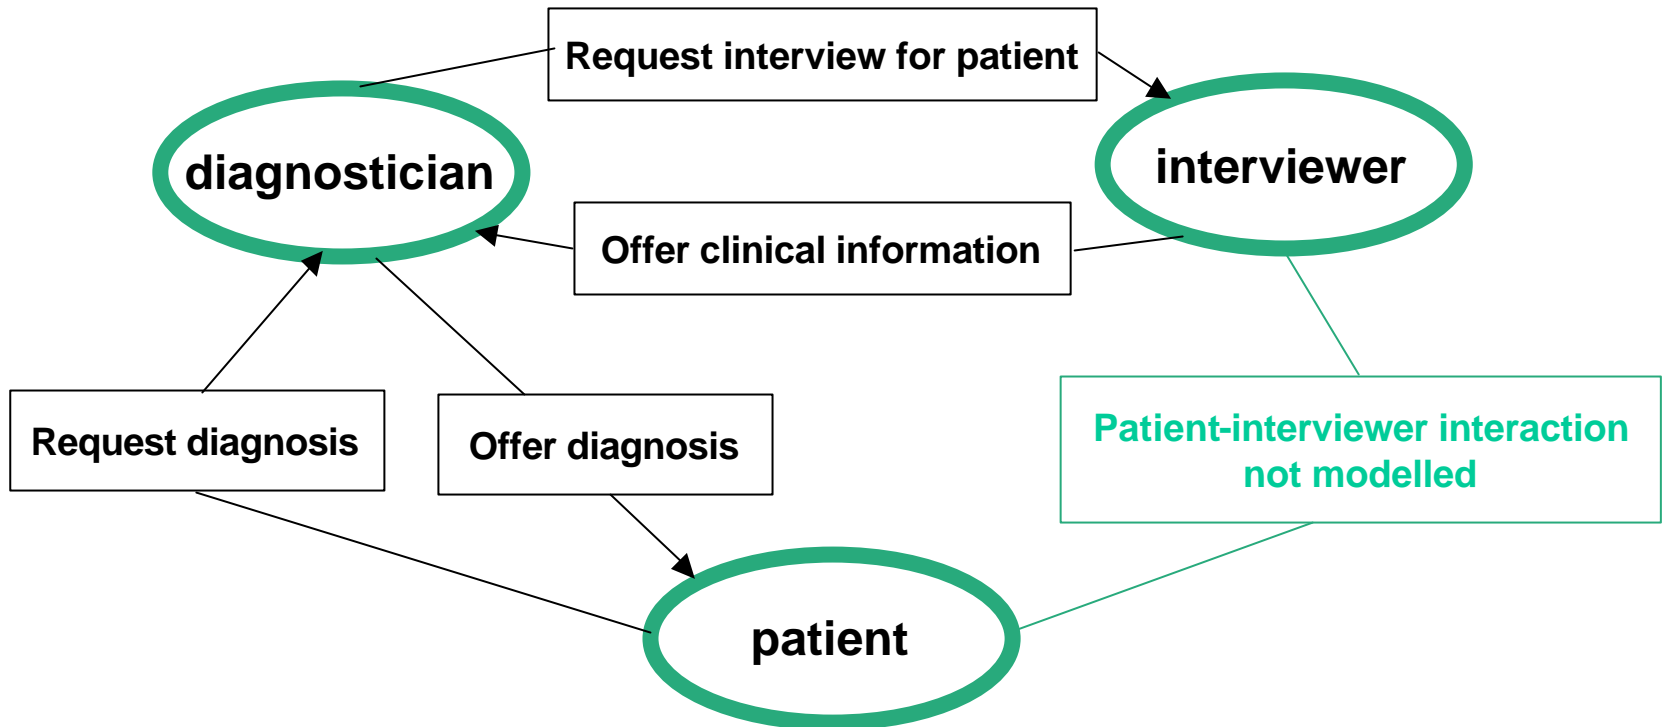 Request interview for patient
diagnostician
interviewer
Offer clinical information
Request diagnosis
Offer diagnosis
Patient-interviewer interaction
not modelled
patient